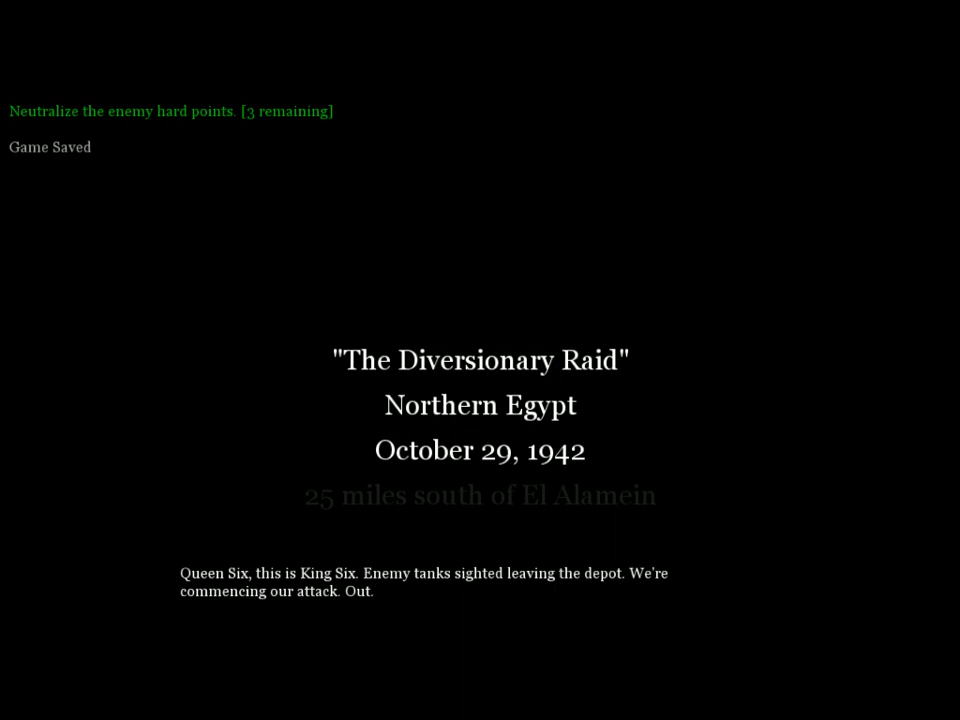 Neutralize the enemy hard points. [3 remaining]
Game Saved
"The Diversionary Raid"
Northern Egypt
October 29, 1942
25 miles south of El Alamein
Queen Six, this is King Six. Enemy tanks sighted leaving the depot. We're
commencing our attack. Out.